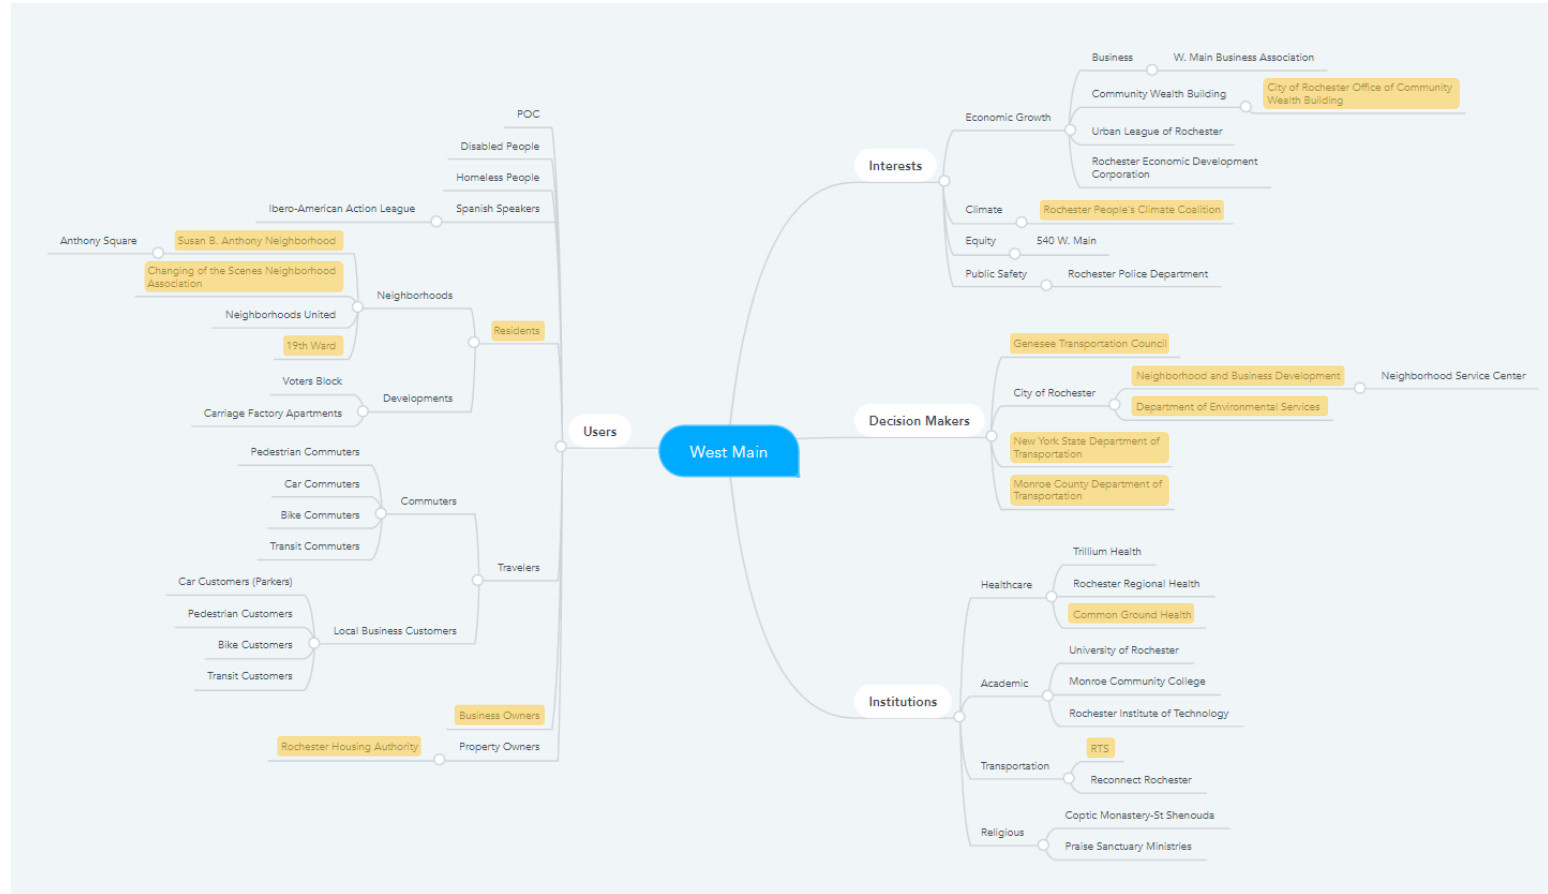 POC
Disabled People
Homeless People
Spanish Speakers
Ibero-American Action League
Anthony Square
Susan B. Anthony Neighborhood
Changing of the Scenes Neighborhood
Association
Neighborhoods
Neighborhoods United
19th Ward
Residents
Voters Block
Developments
Carriage Factory Apartments
Users
Pedestrian Commuters
Car Commuters
Commuters
Bike Commuters
Transit Commuters
Travelers
Car Customers (Parkers)
Pedestrian Customers
Local Business Customers
Bike Customers
Transit Customers
Business Owners
Rochester Housing Authority
Property Owners
West Main
Interests
Economic Growth
Business
W. Main Business Association
Community Wealth Building
City of Rochester Office of Community
Wealth Building
Urban League of Rochester
Rochester Economic Development
Corporation
Climate
Rochester People's Climate Coalition
Equity
540 W. Main
Public Safety
Rochester Police Department
Decision Makers
Genesee Transportation Council
City of Rochester
Neighborhood and Business Development
Neighborhood Service Center
Department of Environmental Services
New York State Department of
Transportation
Monroe County Department of
Transportation
Institutions
Healthcare
Trillium Health
Rochester Regional Health
Common Ground Health
Academic
University of Rochester
Monroe Community College
Rochester Institute of Technology
Transportation
RTS
Reconnect Rochester
Religious
Coptic Monastery-St Shenouda
Praise Sanctuary Ministries